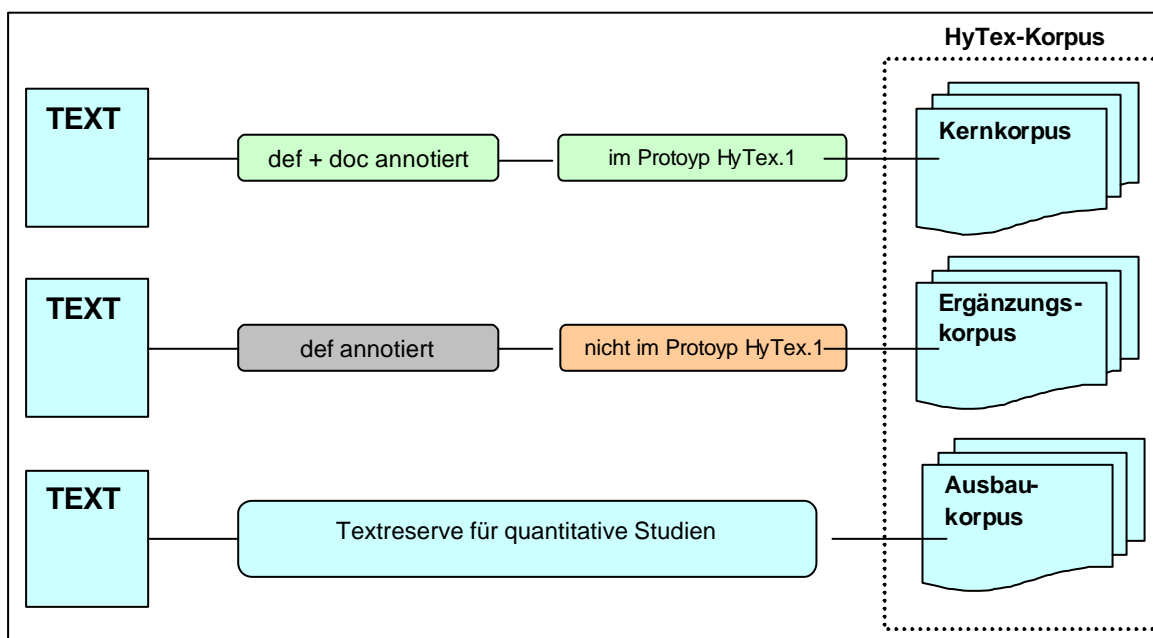 HyTex-Korpus
TEXT
def + doc annotiert
im Protoyp HyTex.1
Kernkorpus
TEXT
def annotiert
nicht im Protoyp HyTex.1
Ergänzungs-
korpus
TEXT
Textreserve für quantitative Studien
Ausbau-
korpus